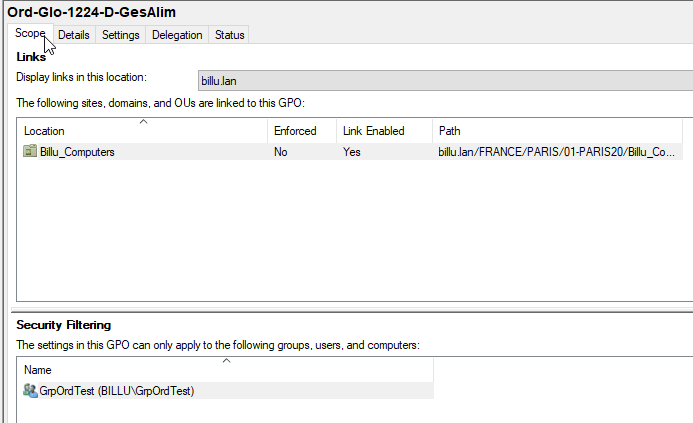 Ord-Glo-1224-D-GesAlim
Scope Details Settings Delegation Status
Links
Display links in this location: billu.lan
The following sites, domains, and OUs are linked to this GPO:
Location Enforced Link Enabled Path
Billu_Computers No Yes billu.lan/FRANCE/PARIS/01-PARIS20/Billu_Co...
Security Filtering
The settings in this GPO can only apply to the following groups, users, and computers:
Name
GrpOrdTest (BILLU\GrpOrdTest)